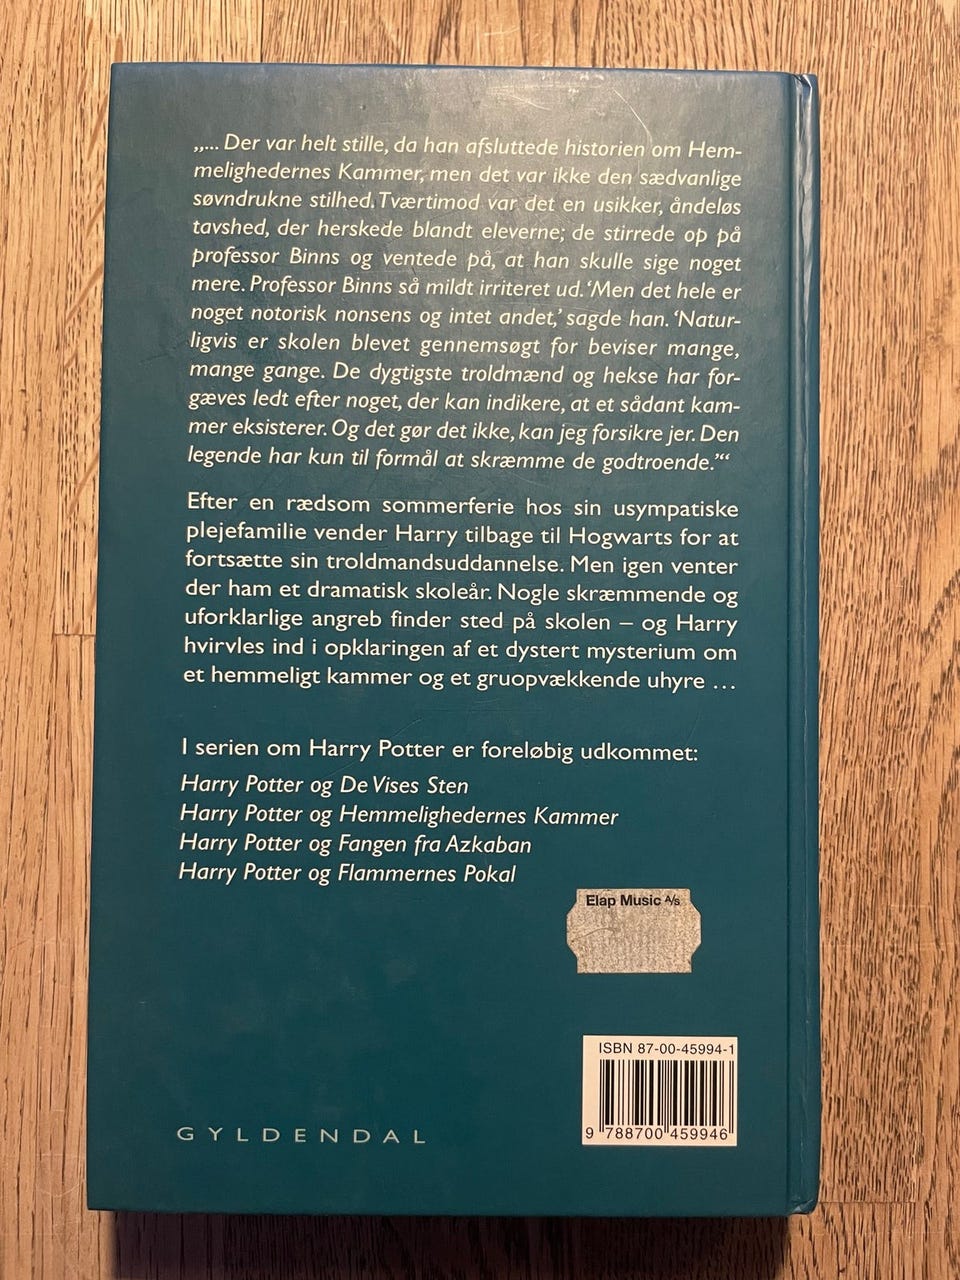 „... Der var helt stille, da han afsluttede historien om Hem-
melighedernes Kammer, men det var ikke den sædvanlige
søvndrukne stilhed. Tværtimod var det en usikker, åndeløs
tavshed, der herskede blandt eleverne; de stirrede op på
professor Binns og ventede på, at han skulle sige noget
mere. Professor Binns så mildt irriteret ud. ‘Men det hele er
noget notorisk nonsens og intet andet,’ sagde han. ‘Natur-
ligvis er skolen blevet gennemsøgt for beviser mange,
mange gange. De dygtigste troldmænd og hekse har for-
gæves ledt efter noget, der kan indikere, at et sådant kam-
mer eksisterer. Og det gør det ikke, kan jeg forsikre jer. Den
legende har kun til formål at skræmme de godtroende.’“
Efter en rædsom sommerferie hos sin usympatiske
plejefamilie vender Harry tilbage til Hogwarts for at
fortsætte sin troldmandsuddannelse. Men igen venter
der ham et dramatisk skoleår. Nogle skræmmende og
uforklarlige angreb finder sted på skolen – og Harry
hvirvles ind i opklaringen af et dystert mysterium om
et hemmeligt kammer og et gruopvækkende uhyre ...
I serien om Harry Potter er foreløbig udkommet:
Harry Potter og De Vises Sten
Harry Potter og Hemmelighedernes Kammer
Harry Potter og Fangen fra Azkaban
Harry Potter og Flammernes Pokal
Elap Music A/s
ISBN 87-00-45994-1
9 788700 459946
GYLDENDAL